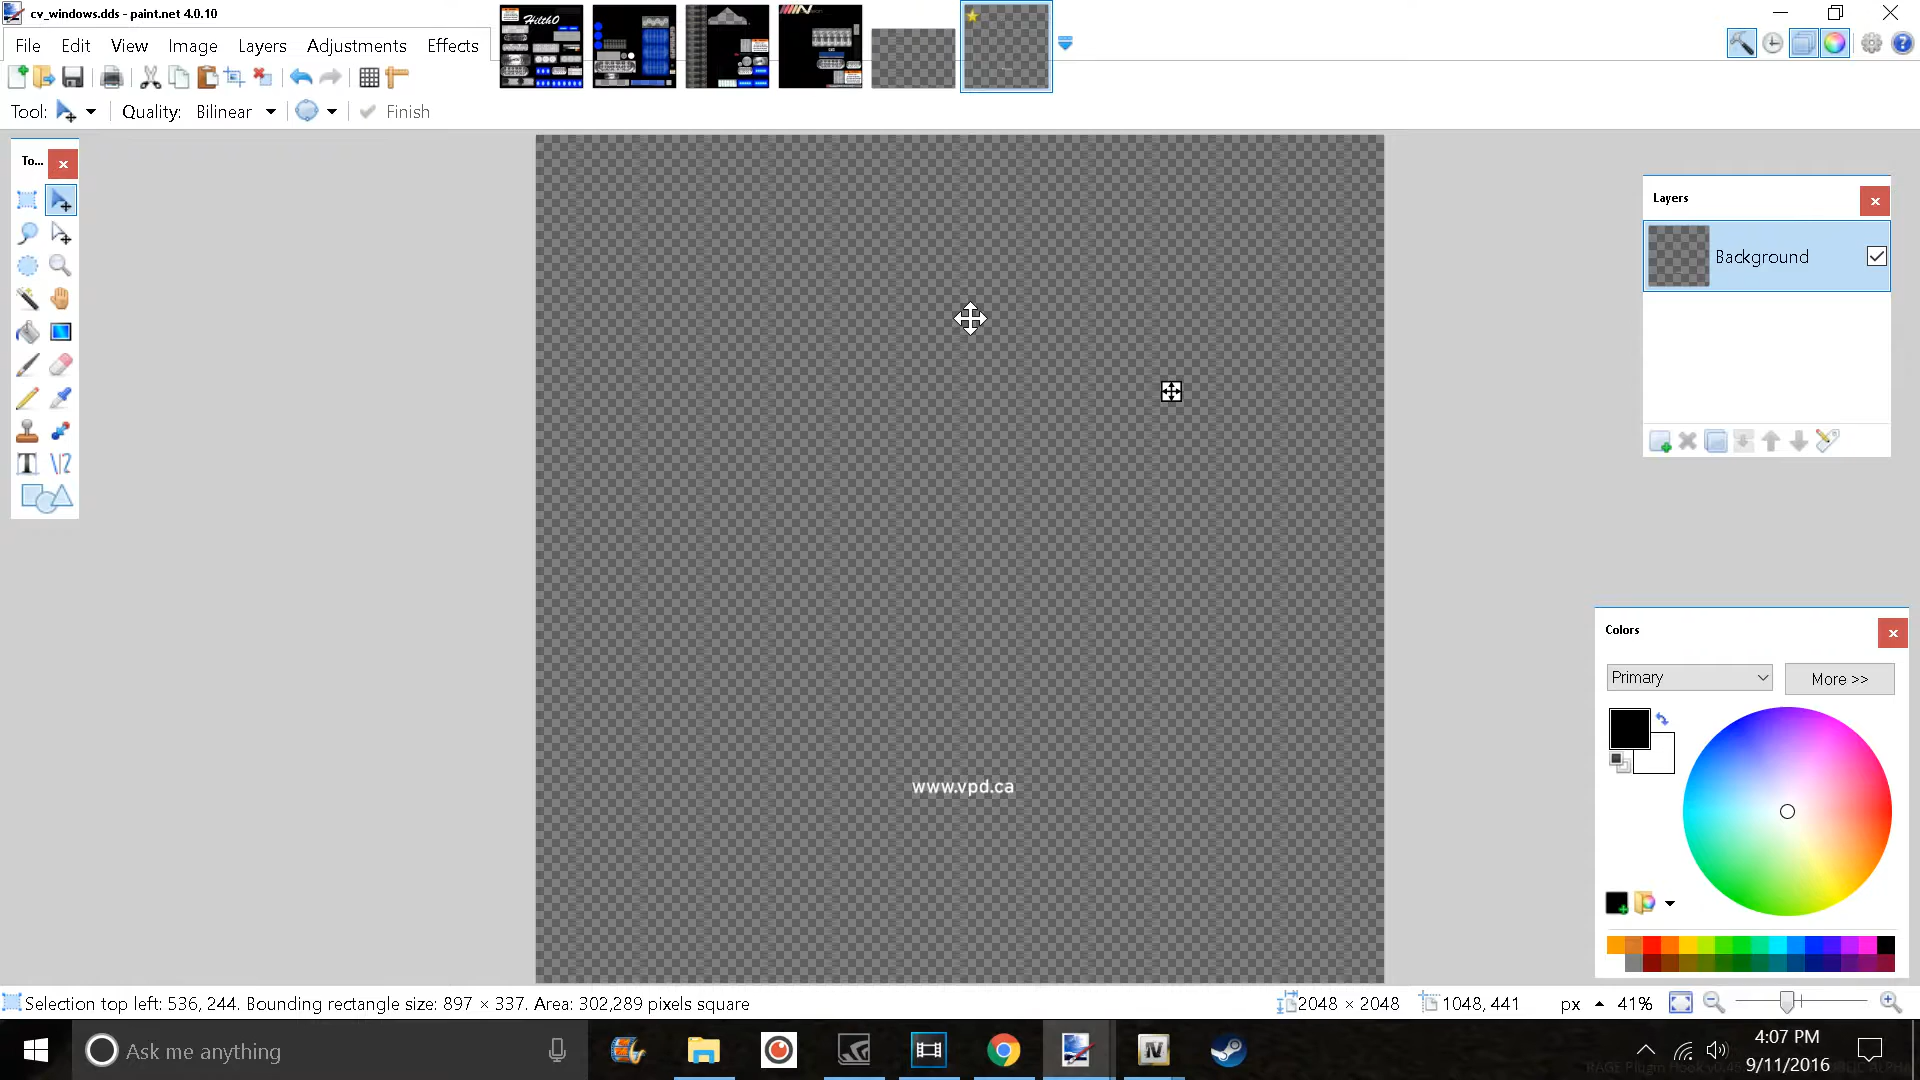 cv_windows.dds - paint.net 4.0.10
File Edit View Image Layers Adjustments Effects
Tool: Quality: Bilinear Finish
To...
HilthO
Layers
Background
www.vpd.ca
Colors
Primary
More >>
Selection top left: 536, 244. Bounding rectangle size: 897 × 337. Area: 302,289 pixels square
2048 × 2048
1048, 441
px
41%
Ask me anything
4:07 PM
9/11/2016